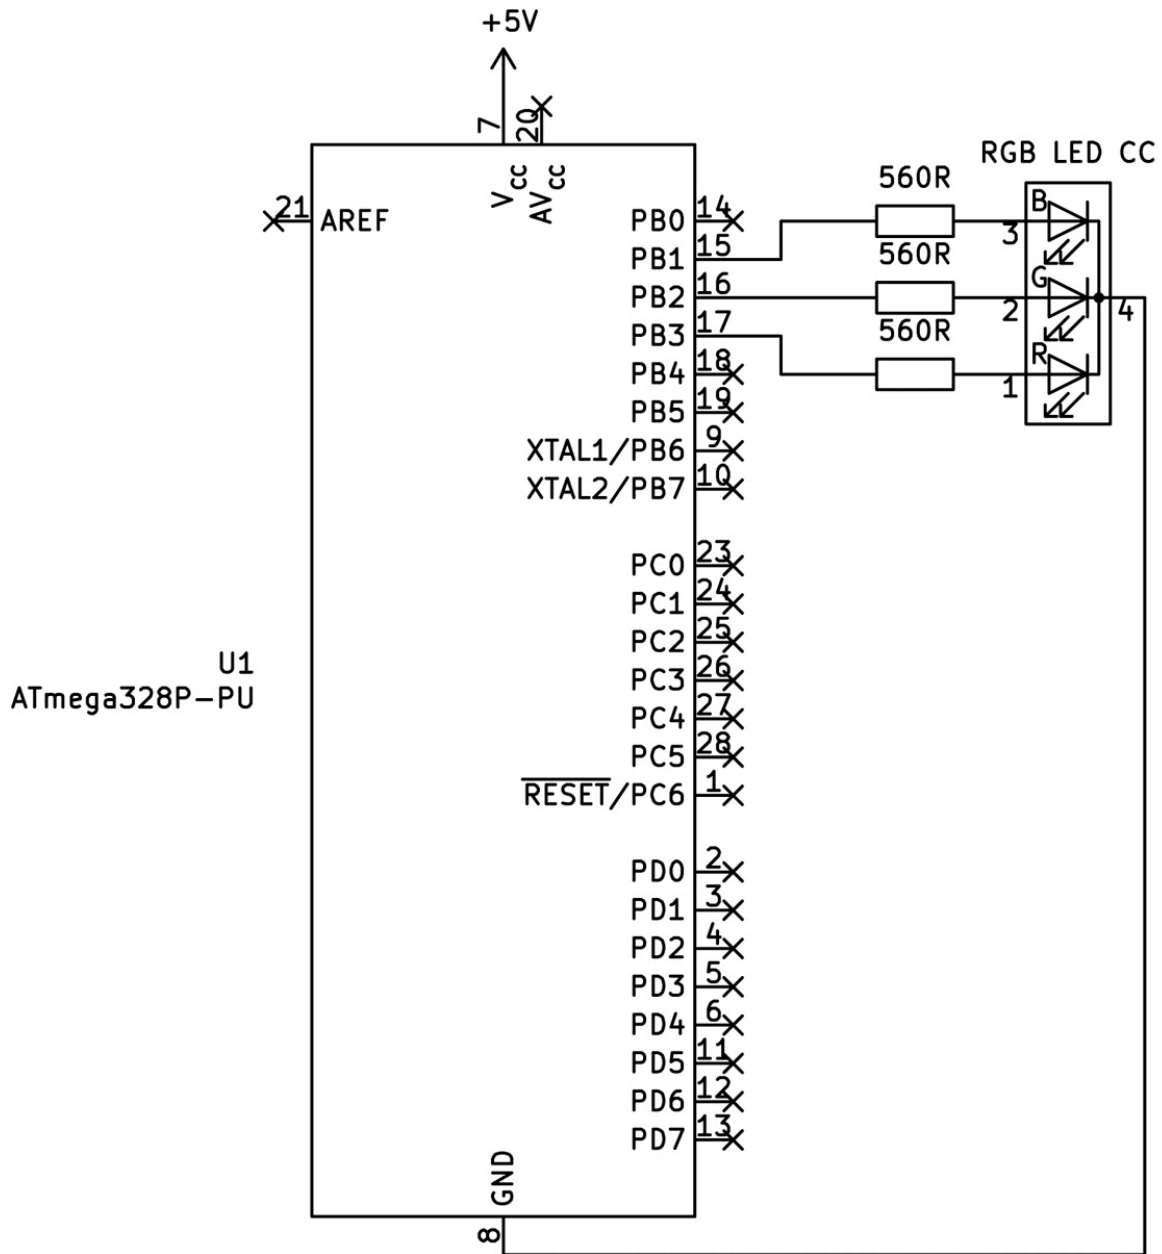 +5V
7
20
VCC
AVCC
RGB LED CC
21
AREF
560R
560R
560R
B
3
G
2
4
R
1
PB0 14
PB1 15
PB2 16
PB3 17
PB4 18
PB5 19
XTAL1/PB6 9
XTAL2/PB7 10
PC0 23
PC1 24
PC2 25
PC3 26
PC4 27
PC5 28
RESET/PC6 1
U1
ATmega328P-PU
PD0 2
PD1 3
PD2 4
PD3 5
PD4 6
PD5 11
PD6 12
PD7 13
GND
8